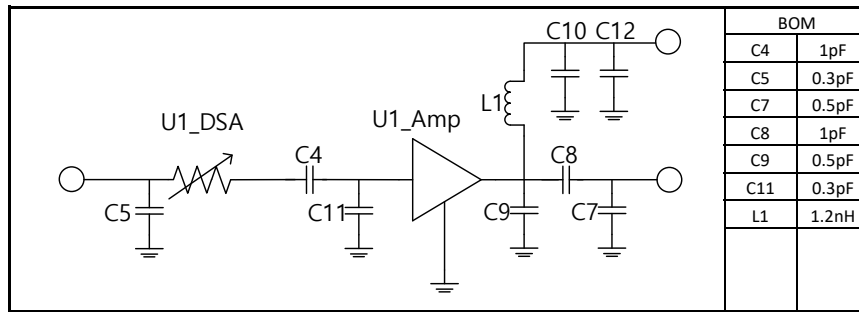 C10 C12
L1
U1_DSA
U1_Amp
C4
C8
C5
C11
C9
C7
BOM
C4 1pF
C5 0.3pF
C7 0.5pF
C8 1pF
C9 0.5pF
C11 0.3pF
L1 1.2nH